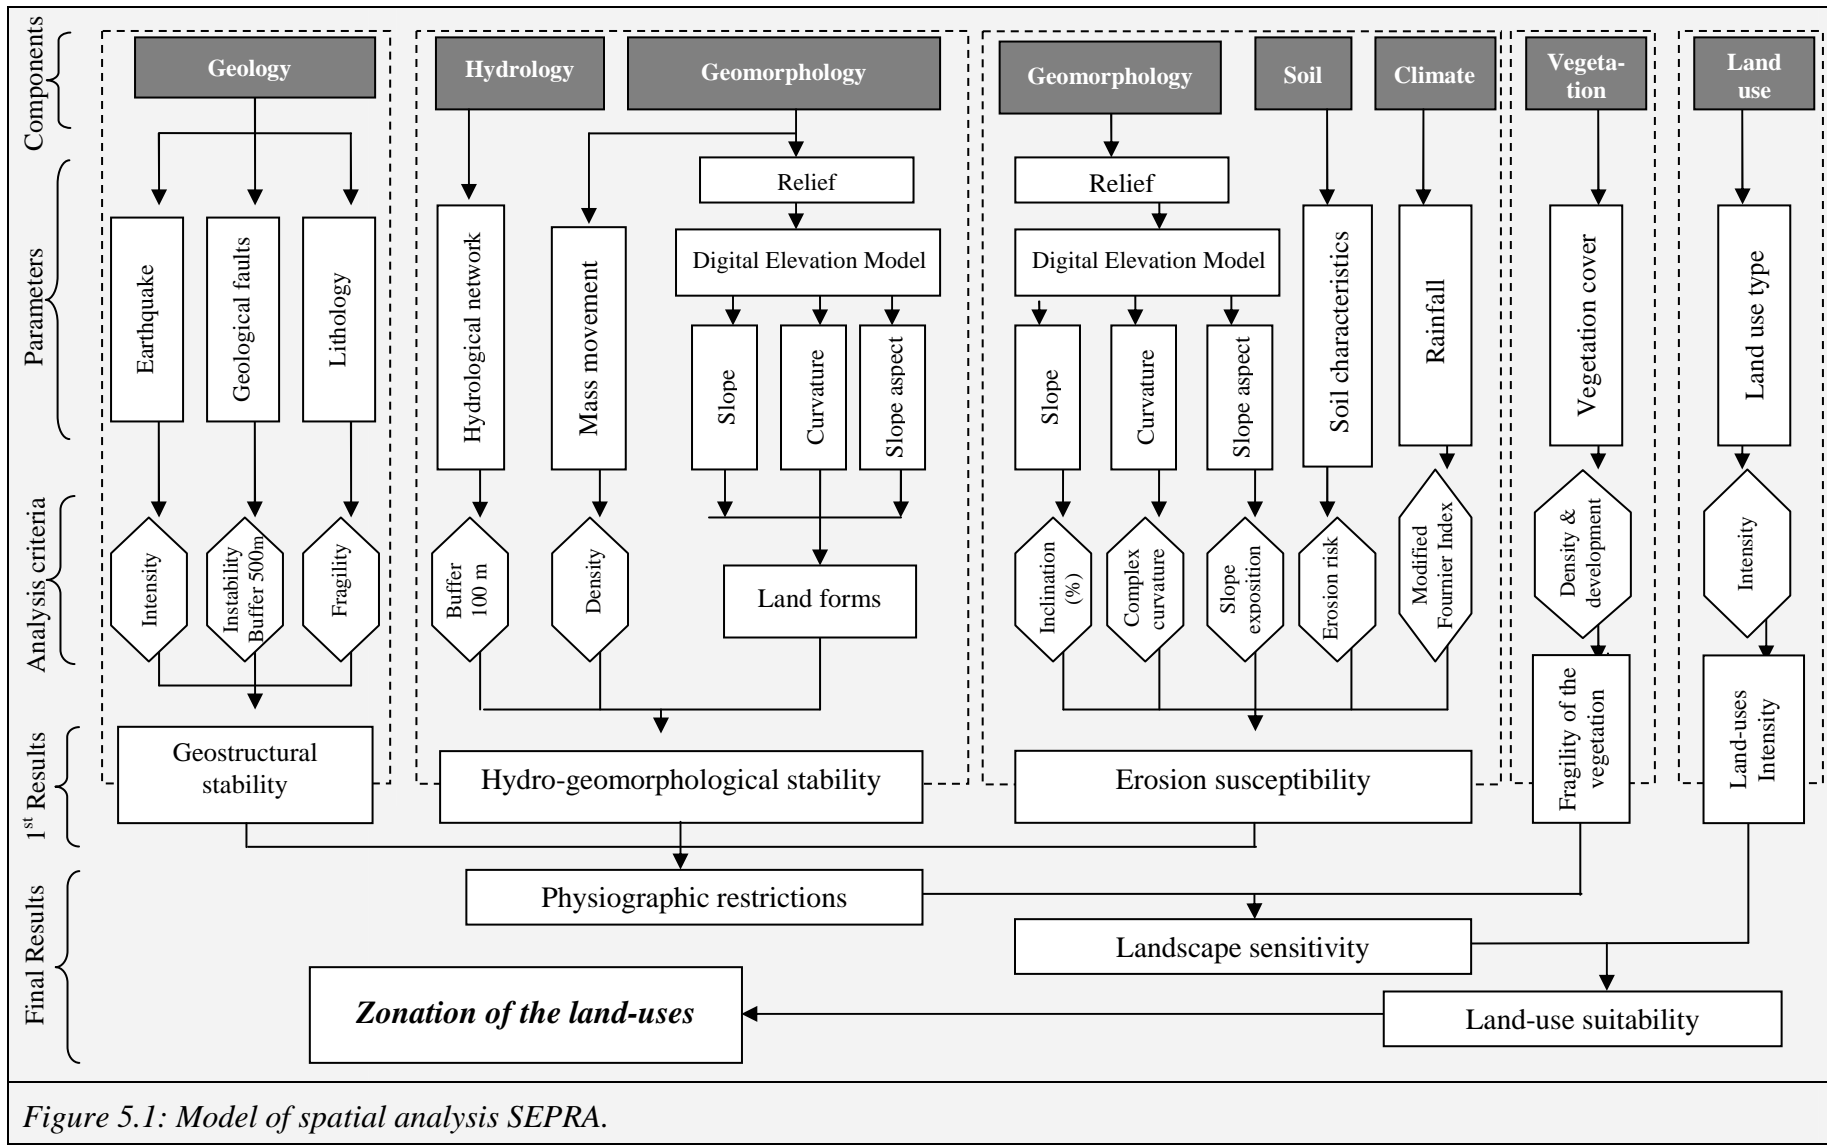 Components
Geology
Hydrology
Geomorphology
Geomorphology
Soil
Climate
Vegeta-
tion
Land
use
Parameters
Relief
Relief
Digital Elevation Model
Digital Elevation Model
Earthquake
Geological faults
Lithology
Hydrological network
Mass movement
Slope
Curvature
Slope aspect
Slope
Curvature
Slope aspect
Soil characteristics
Rainfall
Vegetation cover
Land use type
Analysis criteria
Intensity
Instability
Buffer 500m
Fragility
Buffer
100 m
Density
Land forms
Inclination
(%)
Complex
curvature
Slope
exposition
Erosion risk
Modified
Fournier Index
Density &
development
Intensity
1st Results
Geostructural
stability
Hydro-geomorphological stability
Erosion susceptibility
Fragility of the
vegetation
Land-uses
Intensity
Final Results
Physiographic restrictions
Landscape sensitivity
Zonation of the land-uses
Land-use suitability
Figure 5.1: Model of spatial analysis SEPRA.